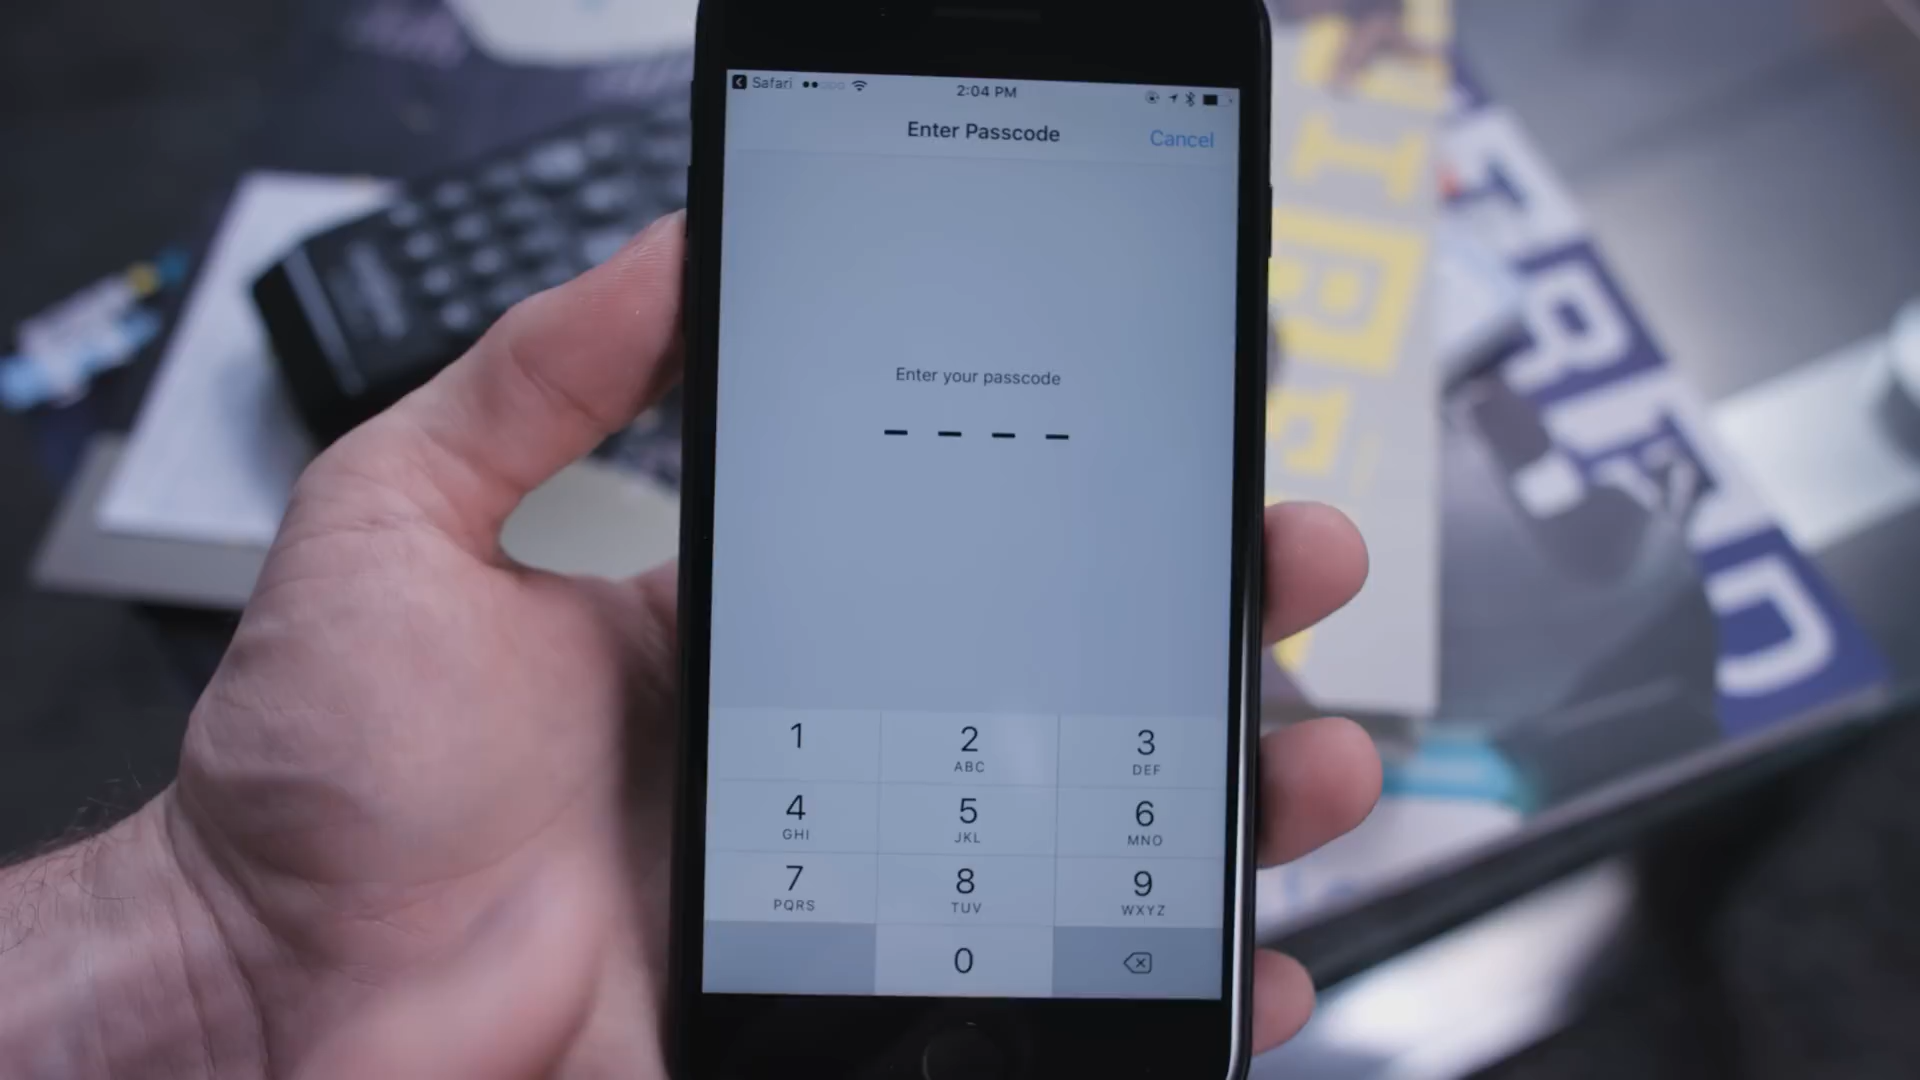 Safari
2:04 PM
Enter Passcode
Cancel
Enter your passcode
1
2
3
ABC
DEF
4
5
6
GHI
JKL
MNO
7
8
9
PQRS
TUV
WXYZ
0